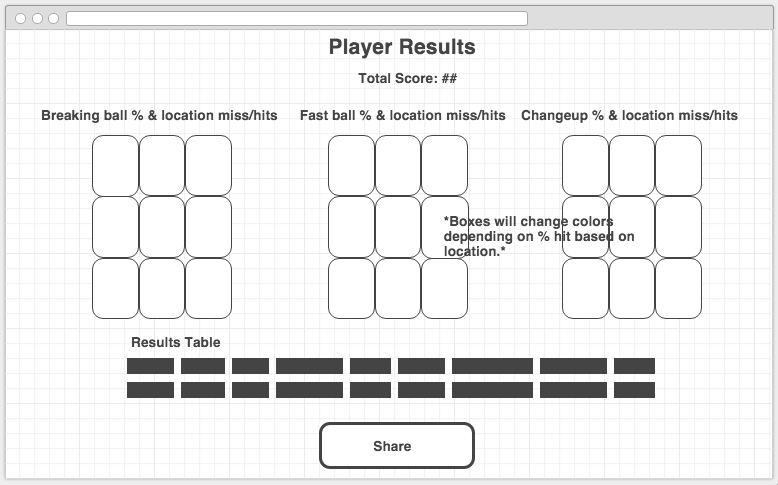 Player Results
Total Score: ##
Breaking ball % & location miss/hits
Fast ball % & location miss/hits
Changeup % & location miss/hits
*Boxes will change colors
depending on % hit based on
location.*
Results Table
Share